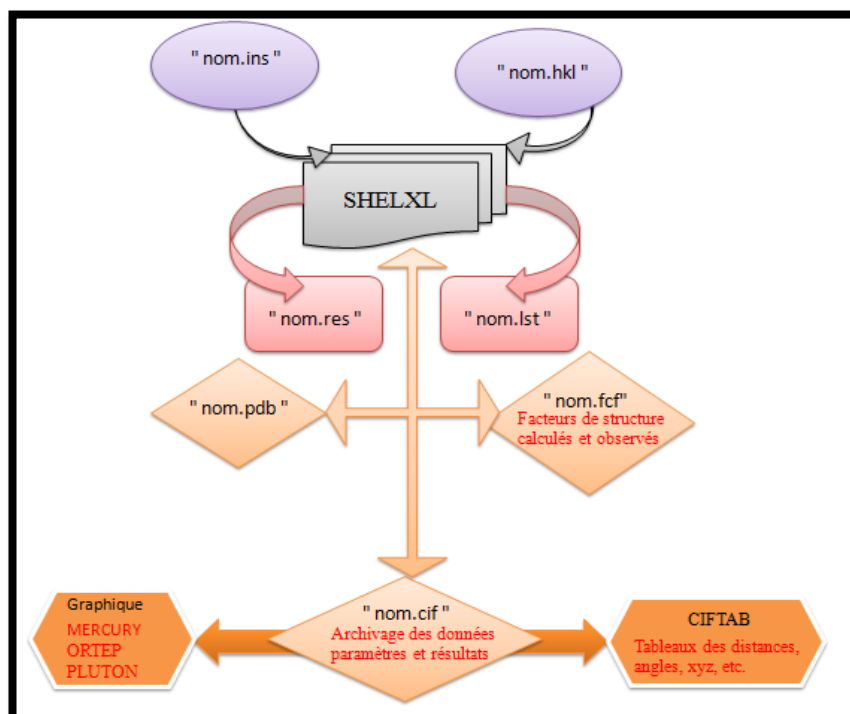 " nom.ins "
" nom.hkl "
SHELXL
" nom.res "
" nom.lst "
" nom.pdb "
" nom.fcf"
Facteurs de structure
calculés et observés
Graphique
MERCURY
ORTEP
PLUTON
" nom.cif "
Archivage des données
paramètres et résultats
CIFTAB
Tableaux des distances,
angles, xyz, etc.